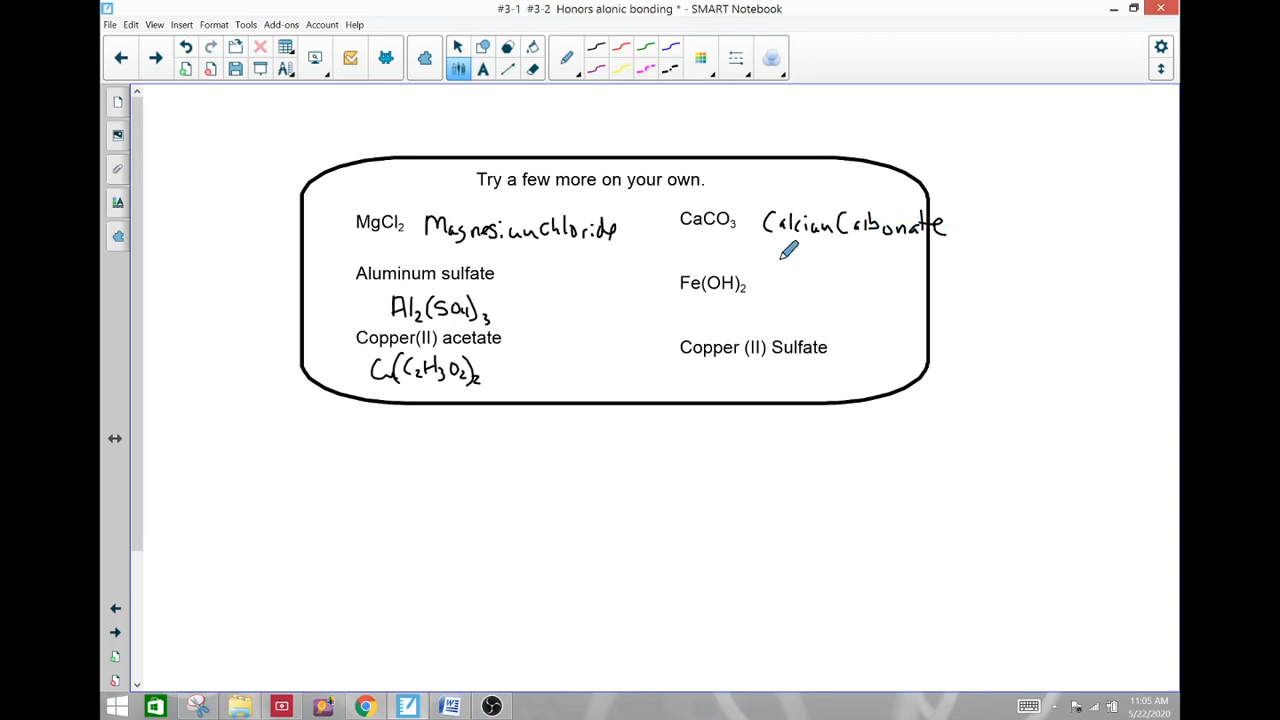 #3-1 #3-2 Honors aIonic bonding * - SMART Notebook
File Edit View Insert Format Tools Add-ons Account Help
Try a few more on your own.
MgCl₂ Magnesium Chloride
CaCO₃ Calcium Carbonate
Aluminum sulfate
Al₂(SO₄)₃
Fe(OH)₂
Copper(II) acetate
Cu(C₂H₃O₂)₂
Copper (II) Sulfate
11:05 AM
5/22/2020